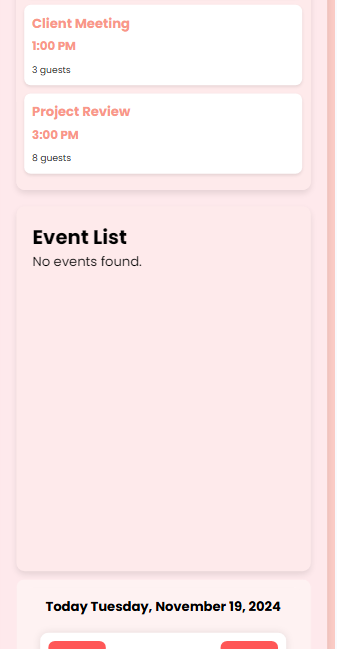 Client Meeting
1:00 PM
3 guests
Project Review
3:00 PM
8 guests
Event List
No events found.
Today Tuesday, November 19, 2024